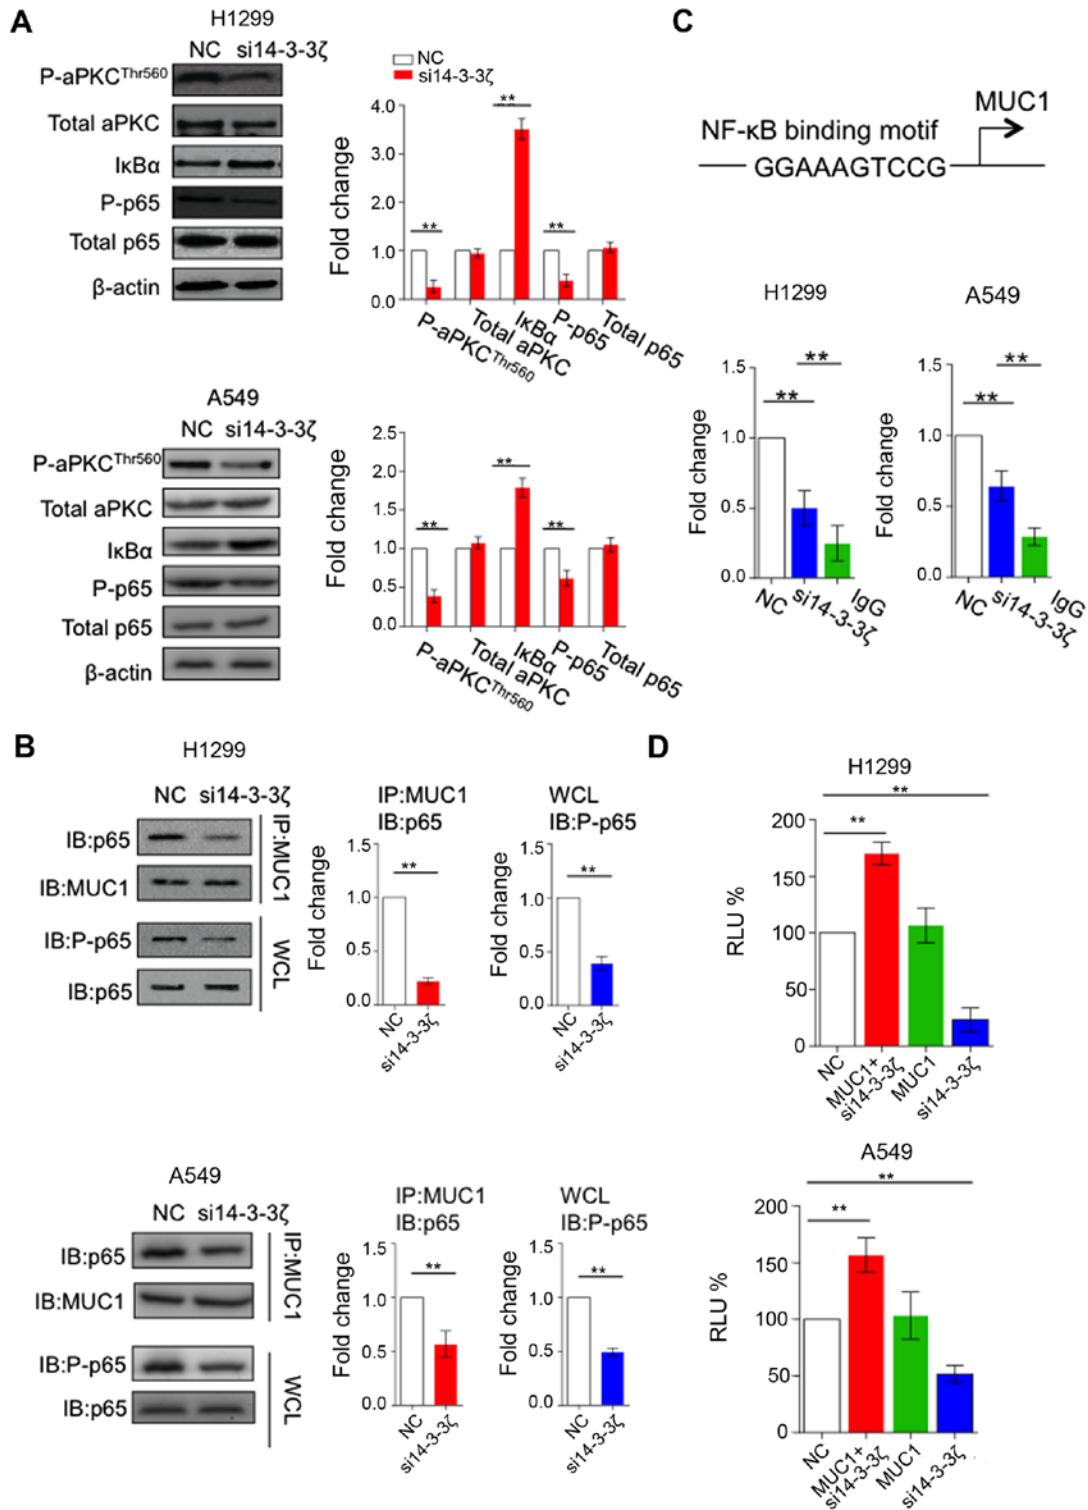 A
H1299
NC si14-3-3ζ
P-aPKCThr560
Total aPKC
IκBα
P-p65
Total p65
β-actin
NC
si14-3-3ζ
Fold change
4.0
3.0
2.0
1.0
0.0
**
**
**
P-aPKCThr560
Total aPKC
IκBα
P-p65
Total p65
A549
NC si14-3-3ζ
P-aPKCThr560
Total aPKC
IκBα
P-p65
Total p65
β-actin
Fold change
2.5
2.0
1.5
1.0
0.5
0.0
**
**
**
P-aPKCThr560
Total aPKC
IκBα
P-p65
Total p65
C
NF-κB binding motif
MUC1
GGAAAGTCCG
H1299
Fold change
1.5
1.0
0.5
0.0
**
**
NC
si14-3-3ζ
IgG
A549
Fold change
1.5
1.0
0.5
0.0
**
**
NC
si14-3-3ζ
IgG
B
H1299
NC si14-3-3ζ
IB:p65
IB:MUC1
IP:MUC1
IB:P-p65
IB:p65
WCL
IP:MUC1
IB:p65
Fold change
1.5
1.0
0.5
0.0
**
NC
si14-3-3ζ
WCL
IB:P-p65
Fold change
1.5
1.0
0.5
0.0
**
NC
si14-3-3ζ
A549
NC si14-3-3ζ
IB:p65
IB:MUC1
IP:MUC1
IB:P-p65
IB:p65
WCL
IP:MUC1
IB:p65
Fold change
1.5
1.0
0.5
0.0
**
NC
si14-3-3ζ
WCL
IB:P-p65
Fold change
1.5
1.0
0.5
0.0
**
NC
si14-3-3ζ
D
H1299
RLU %
200
150
100
50
0
**
**
NC
MUC1+
si14-3-3ζ
MUC1
si14-3-3ζ
A549
RLU %
200
150
100
50
0
**
**
NC
MUC1+
si14-3-3ζ
MUC1
si14-3-3ζ